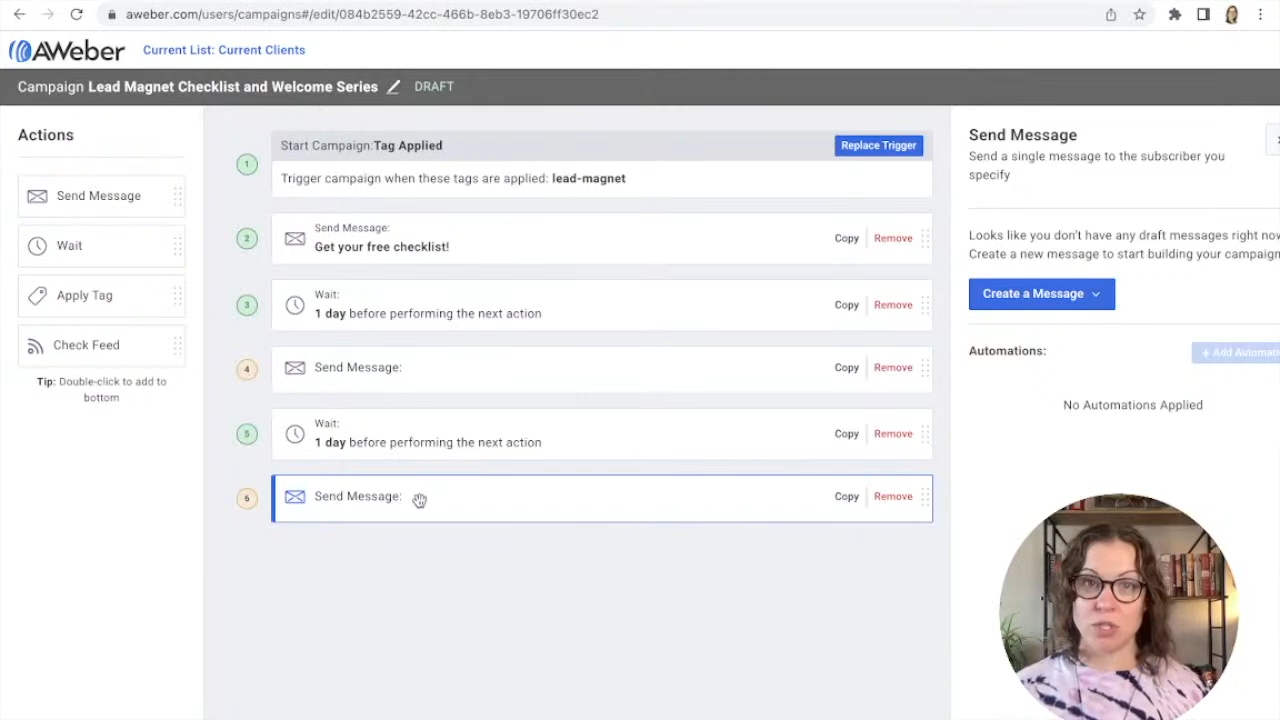 aweber.com/users/campaigns#/edit/084b2559-42cc-466b-8eb3-19706ff30ec2
AWeber
Current List: Current Clients
Campaign Lead Magnet Checklist and Welcome Series
DRAFT
Actions
Send Message
Wait
Apply Tag
Check Feed
Tip: Double-click to add to
bottom
1
Start Campaign:Tag Applied
Replace Trigger
Trigger campaign when these tags are applied: lead-magnet
2
Send Message:
Get your free checklist!
Copy
Remove
3
Wait:
1 day before performing the next action
Copy
Remove
4
Send Message:
Copy
Remove
5
Wait:
1 day before performing the next action
Copy
Remove
6
Send Message:
Copy
Remove
Send Message
Send a single message to the subscriber you
specify
Looks like you don't have any draft messages right now
Create a new message to start building your campaign
Create a Message
Automations:
+ Add Automati
No Automations Applied